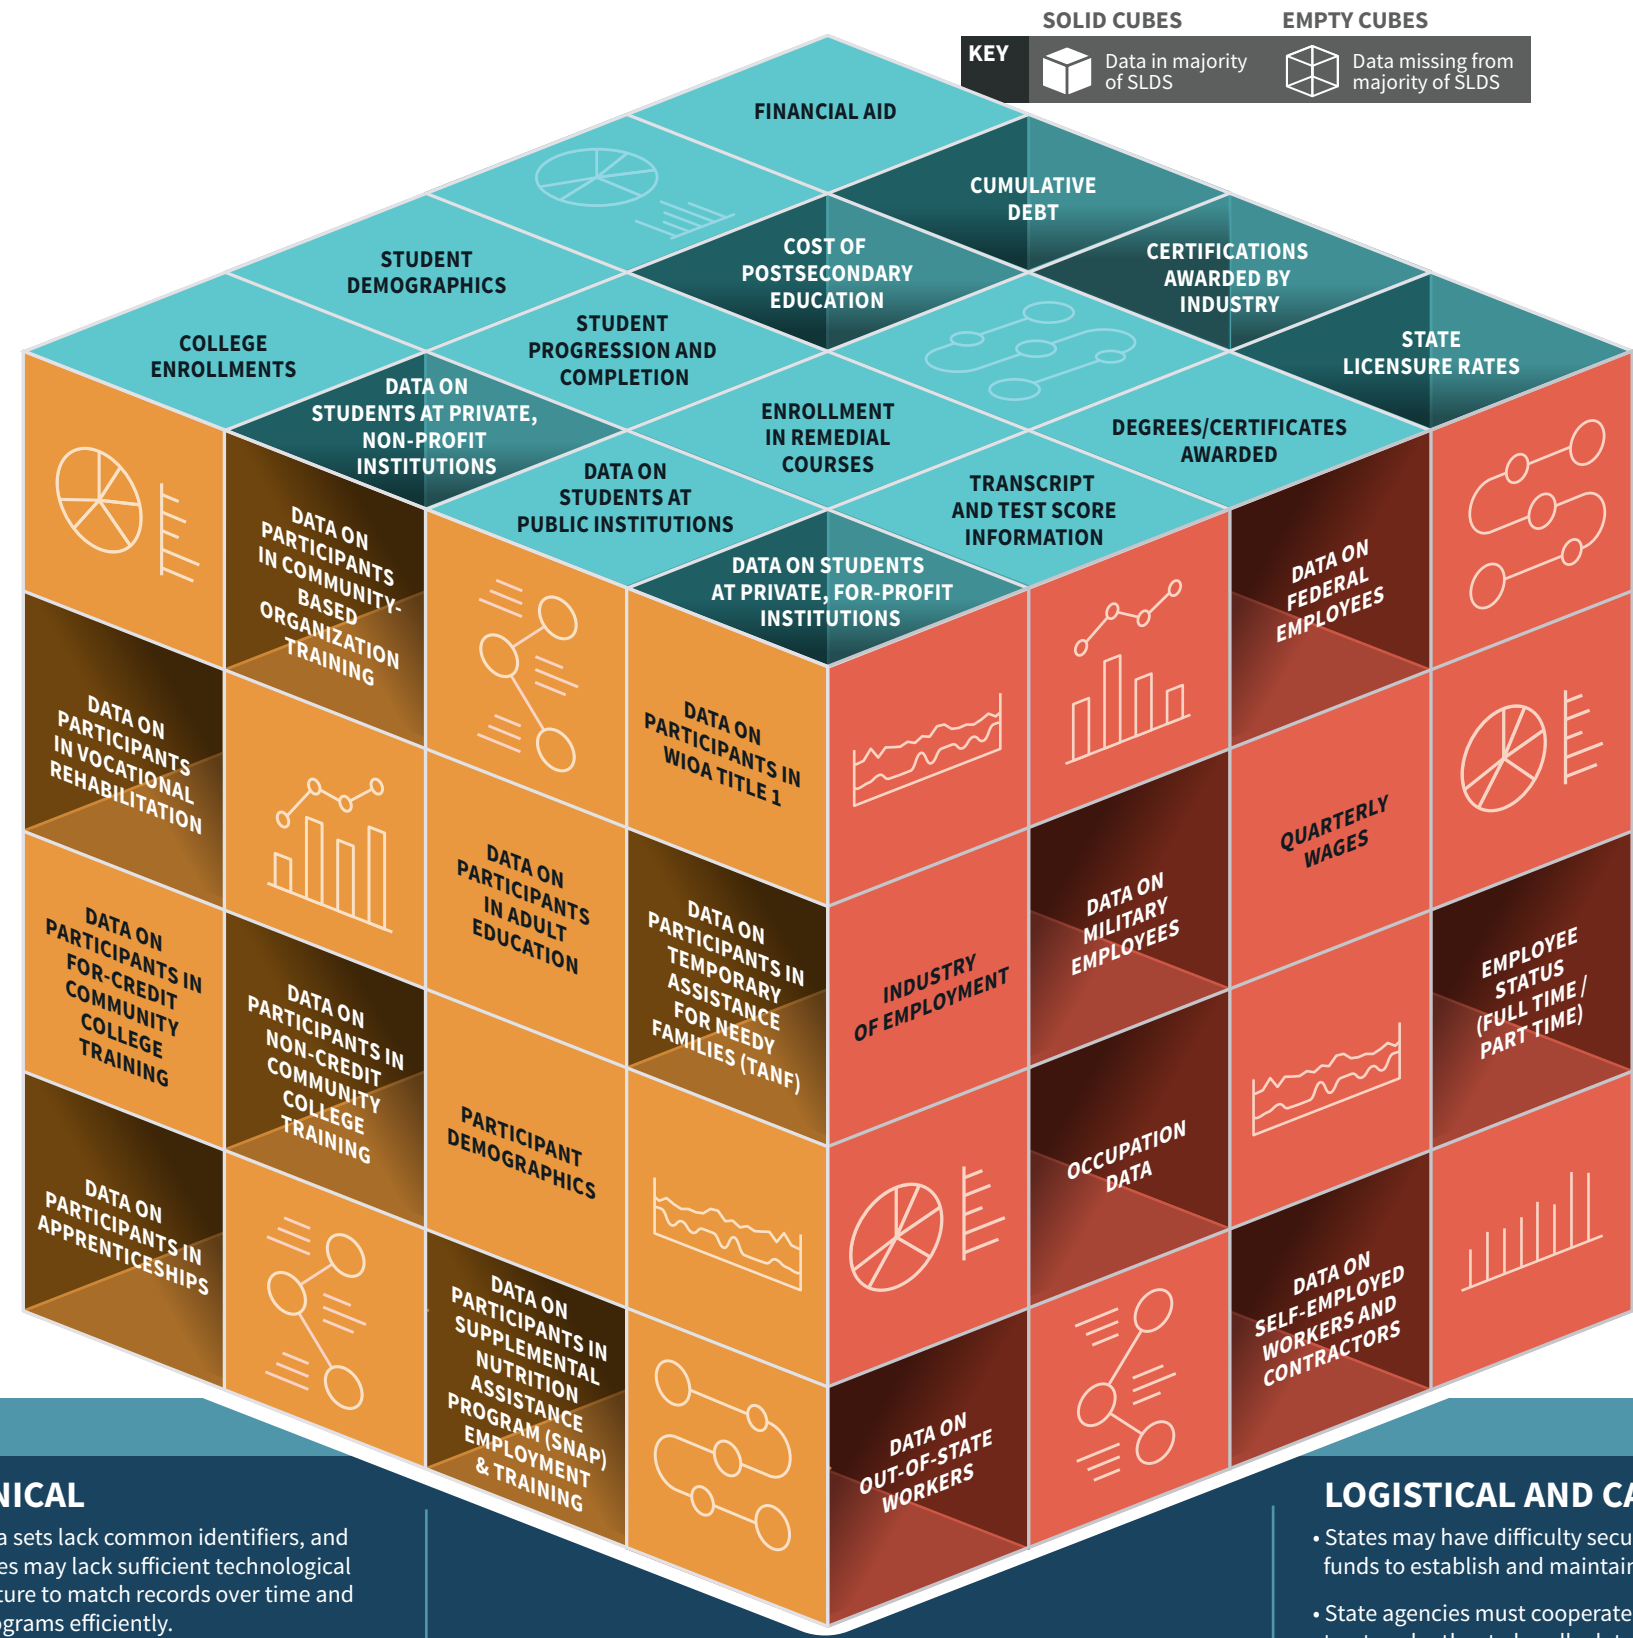 SOLID CUBES
EMPTY CUBES
KEY
Data in majority
of SLDS
Data missing from
majority of SLDS
FINANCIAL AID
CUMULATIVE
DEBT
COST OF
POSTSECONDARY
EDUCATION
CERTIFICATIONS
AWARDED BY
INDUSTRY
STATE
LICENSURE RATES
STUDENT
DEMOGRAPHICS
COLLEGE
ENROLLMENTS
STUDENT
PROGRESSION AND
COMPLETION
DATA ON
STUDENTS AT PRIVATE,
NON-PROFIT
INSTITUTIONS
ENROLLMENT
IN REMEDIAL
COURSES
DEGREES/CERTIFICATES
AWARDED
DATA ON
STUDENTS AT
PUBLIC INSTITUTIONS
TRANSCRIPT
AND TEST SCORE
INFORMATION
DATA ON STUDENTS
AT PRIVATE, FOR-PROFIT
INSTITUTIONS
DATA ON
PARTICIPANTS
IN COMMUNITY-
BASED
ORGANIZATION
TRAINING
DATA ON
PARTICIPANTS IN
WIOA TITLE 1
DATA ON
PARTICIPANTS
IN VOCATIONAL
REHABILITATION
DATA ON
PARTICIPANTS
IN ADULT
EDUCATION
DATA ON
PARTICIPANTS IN
TEMPORARY
ASSISTANCE
FOR NEEDY
FAMILIES (TANF)
DATA ON
PARTICIPANTS IN
FOR-CREDIT
COMMUNITY
COLLEGE
TRAINING
DATA ON
PARTICIPANTS IN
NON-CREDIT
COMMUNITY
COLLEGE
TRAINING
PARTICIPANT
DEMOGRAPHICS
DATA ON
PARTICIPANTS IN
APPRENTICESHIPS
DATA ON
PARTICIPANTS IN
SUPPLEMENTAL
NUTRITION
ASSISTANCE
PROGRAM (SNAP)
EMPLOYMENT
& TRAINING
DATA ON
FEDERAL
EMPLOYEES
QUARTERLY
WAGES
DATA ON
MILITARY
EMPLOYEES
INDUSTRY
OF EMPLOYMENT
EMPLOYEE
STATUS
(FULL TIME /
PART TIME)
OCCUPATION
DATA
DATA ON
SELF-EMPLOYED
WORKERS AND
CONTRACTORS
DATA ON
OUT-OF-STATE
WORKERS
NICAL
a sets lack common identifiers, and
es may lack sufficient technological
ture to match records over time and
ograms efficiently.
LOGISTICAL AND CA
• States may have difficulty secu
funds to establish and maintain
• State agencies must cooperate